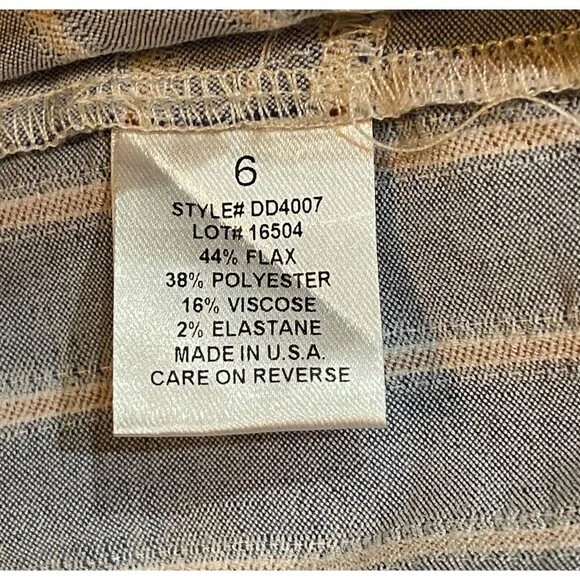 6
STYLE# DD4007
LOT# 16504
44% FLAX
38% POLYESTER
16% VISCOSE
2% ELASTANE
MADE IN U.S.A.
CARE ON REVERSE